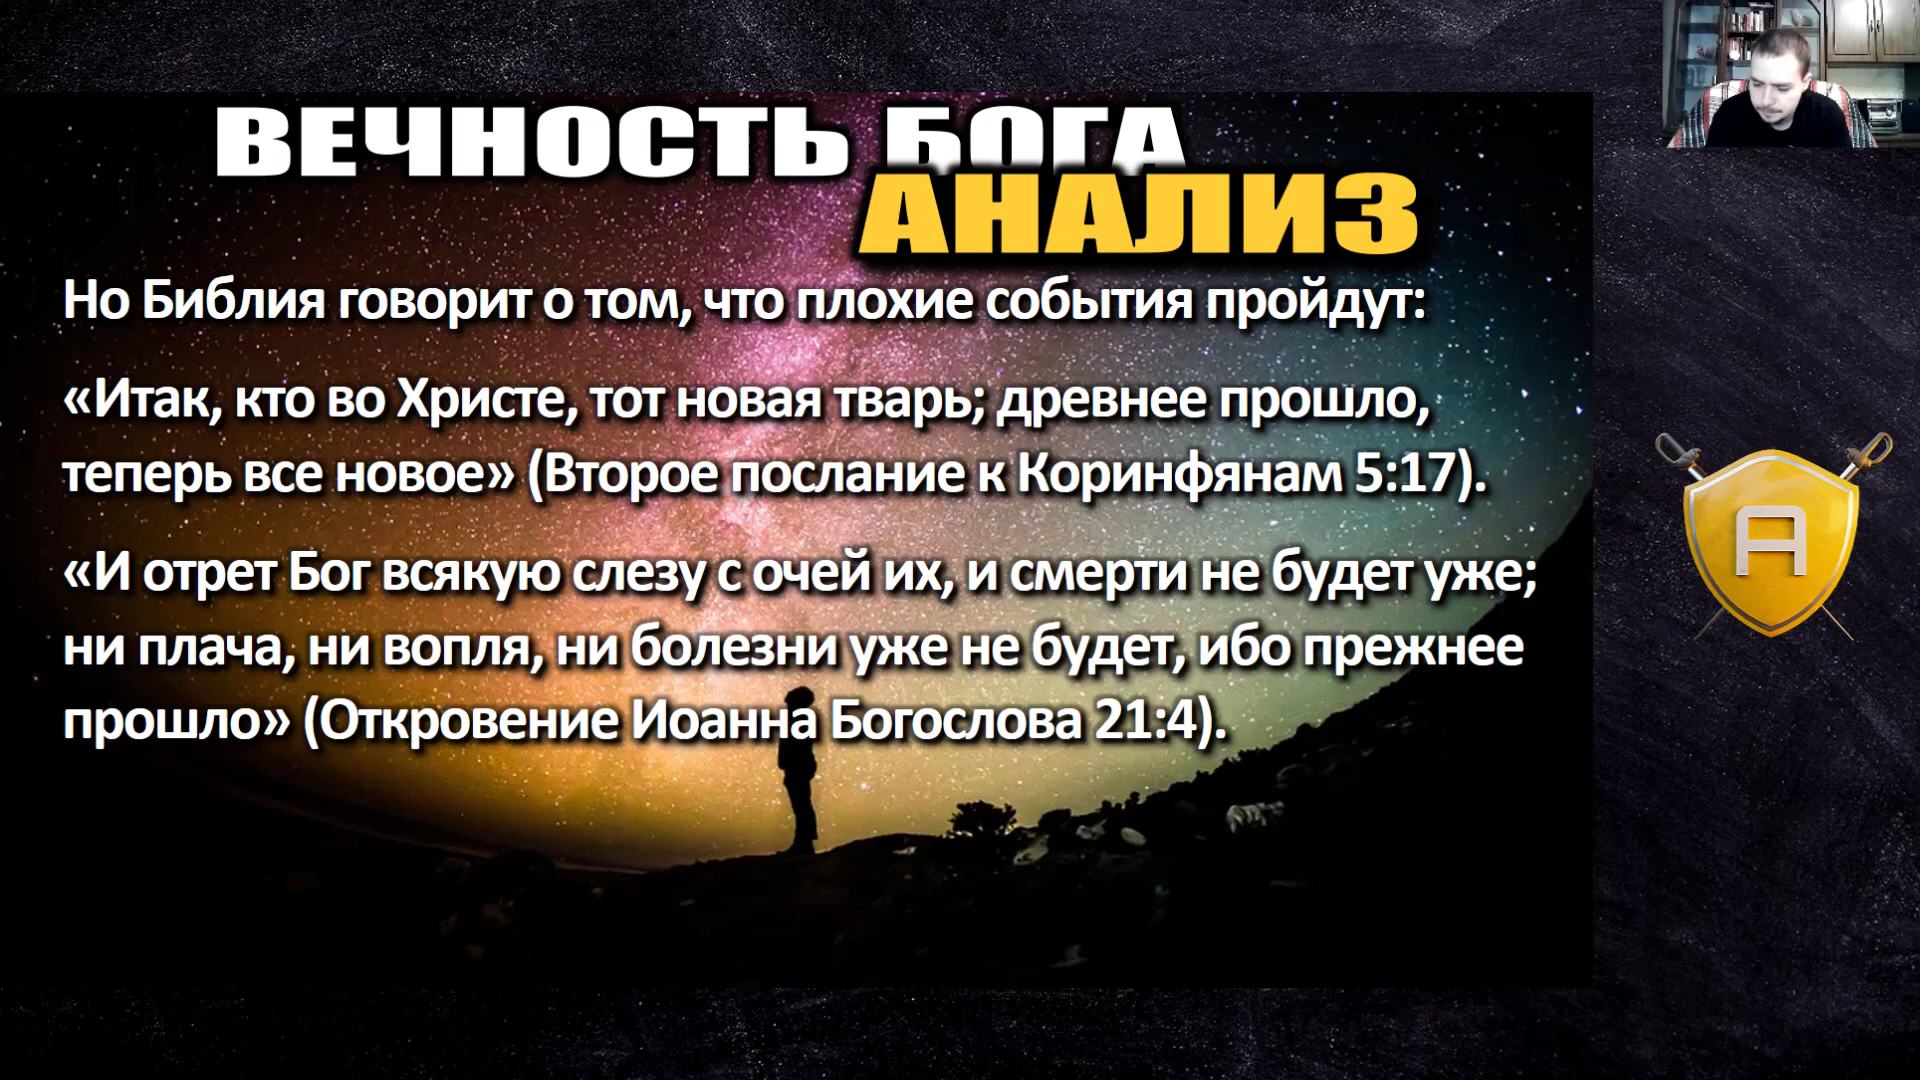 ВЕЧНОСТЬ БОГА
АНАЛИЗ
Но Библия говорит о том, что плохие события пройдут:
«Итак, кто во Христе, тот новая тварь; древнее прошло,
теперь все новое» (Второе послание к Коринфянам 5:17).
«И отрет Бог всякую слезу с очей их, и смерти не будет уже;
ни плача, ни вопля, ни болезни уже не будет, ибо прежнее
прошло» (Откровение Иоанна Богослова 21:4).
A